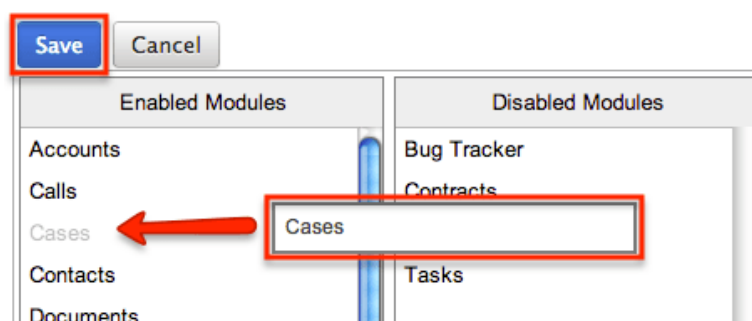 Save Cancel
Enabled Modules Disabled Modules
Accounts Bug Tracker
Calls Contracts
Cases Cases
Contacts Tasks
Documents